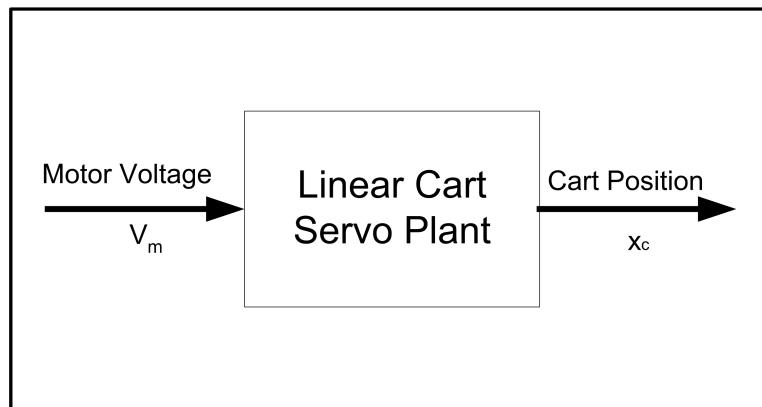 Motor Voltage
V_m
Linear Cart
Servo Plant
Cart Position
x_c